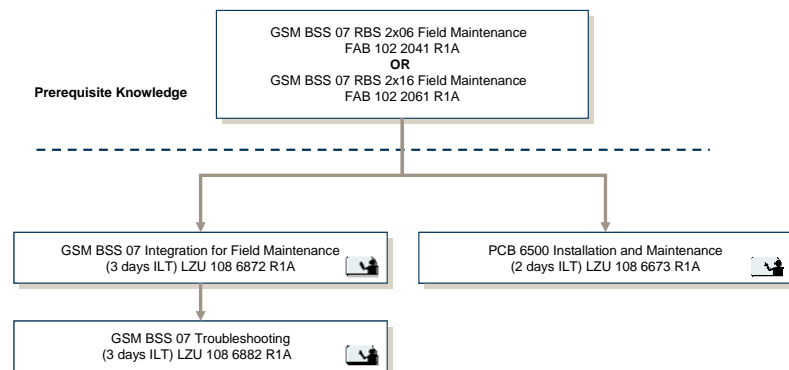 GSM BSS 07 RBS 2x06 Field Maintenance
FAB 102 2041 R1A
OR
GSM BSS 07 RBS 2x16 Field Maintenance
FAB 102 2061 R1A
Prerequisite Knowledge
GSM BSS 07 Integration for Field Maintenance
(3 days ILT) LZU 108 6872 R1A
PCB 6500 Installation and Maintenance
(2 days ILT) LZU 108 6673 R1A
GSM BSS 07 Troubleshooting
(3 days ILT) LZU 108 6882 R1A